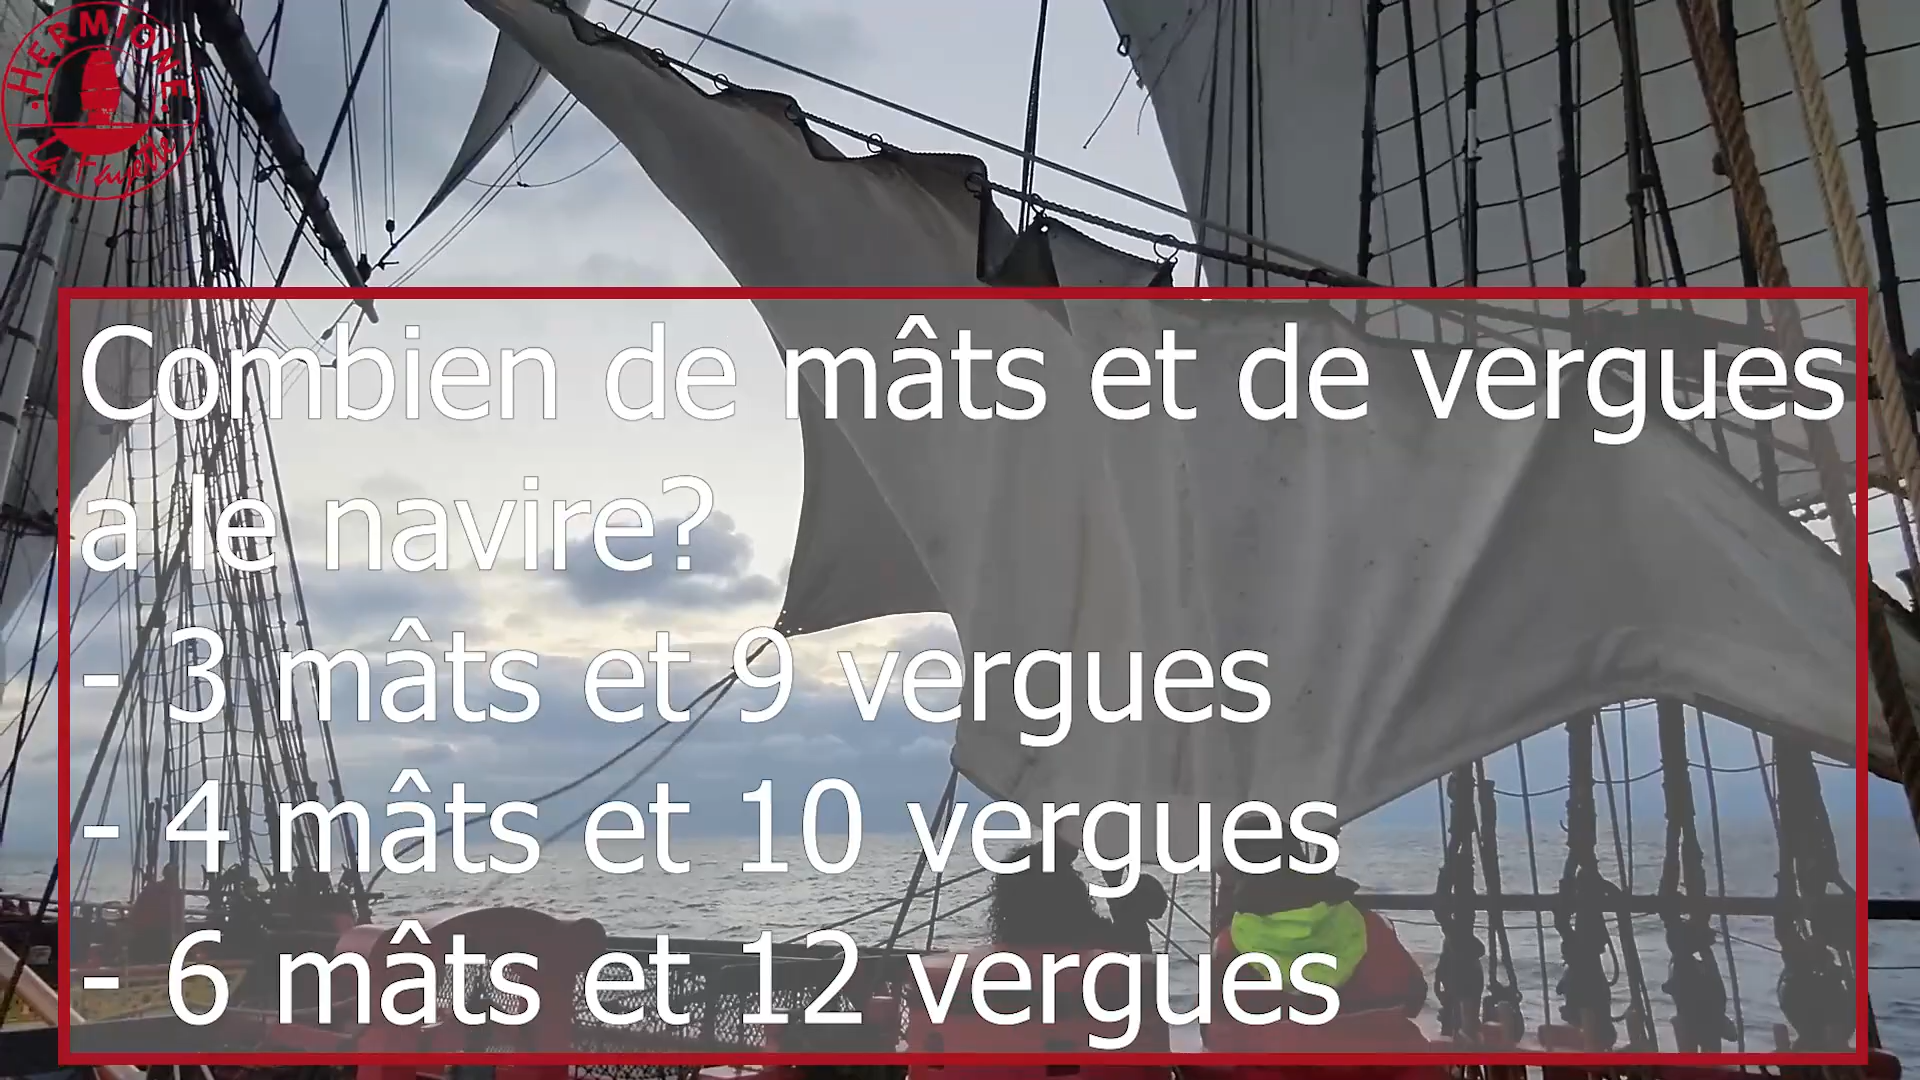 HERMIONE
La Fayette
Combien de mâts et de vergues
a le navire?
- 3 mâts et 9 vergues
- 4 mâts et 10 vergues
- 6 mâts et 12 vergues